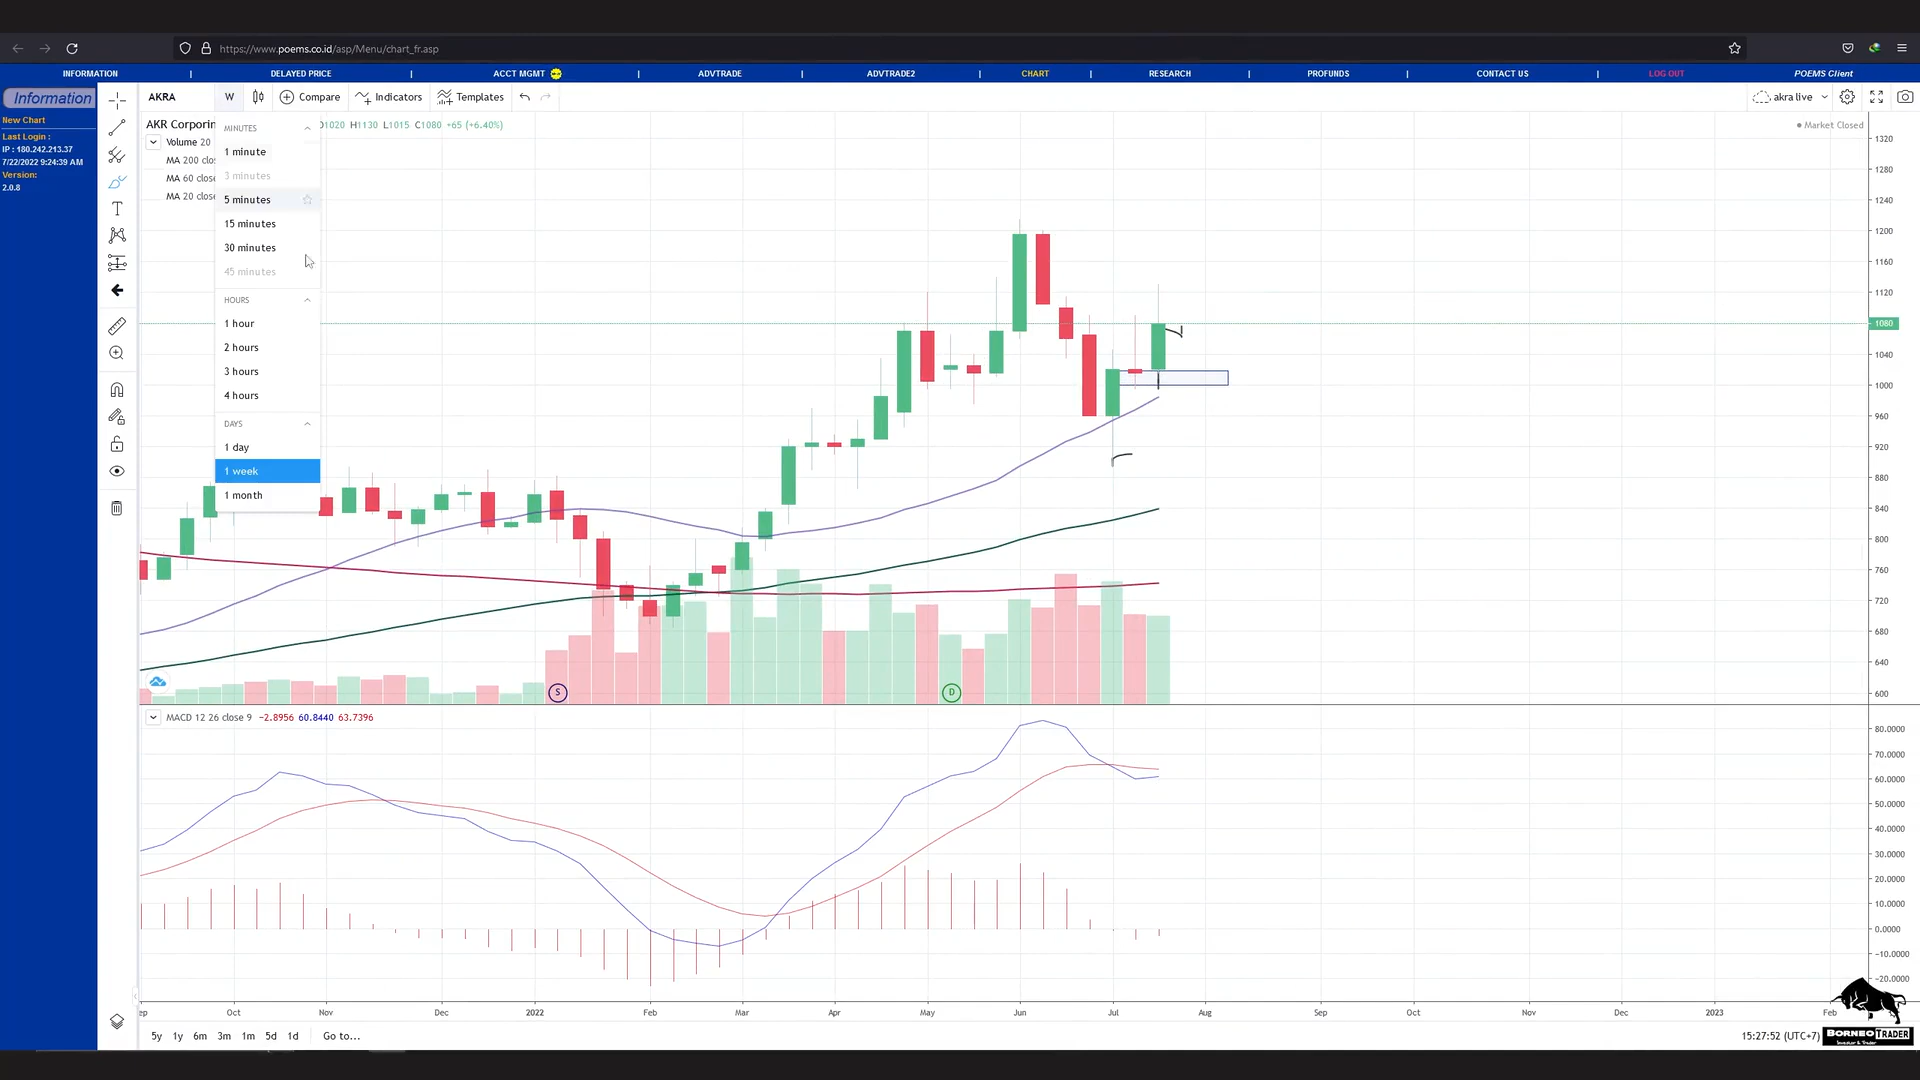 https://www.poems.co.id/asp/Menu/chart_fr.asp
INFORMATION | DELAYED PRICE | ACCT MGMT | ADVTRADE | ADVTRADE2 | CHART | RESEARCH | PROFUNDS | CONTACT US | LOG OUT POEMS Client
Information
New Chart
Last Login :
IP : 180.242.213.37
7/22/2022 9:24:39 AM
Version:
2.0.8
AKRA W Compare Indicators Templates akra live
AKR Corporin O1020 H1130 L1015 C1080 +65 (+6.40%) Market Closed
Volume 20
MA 200 clos
MA 60 close
MA 20 close
MINUTES
1 minute
3 minutes
5 minutes
15 minutes
30 minutes
45 minutes
HOURS
1 hour
2 hours
3 hours
4 hours
DAYS
1 day
1 week
1 month
1320
1280
1240
1200
1160
1120
1080
1040
1000
960
920
880
840
800
760
720
680
640
600
S
D
MACD 12 26 close 9 −2.8956 60.8440 63.7396
80.0000
70.0000
60.0000
50.0000
40.0000
30.0000
20.0000
10.0000
0.0000
-10.0000
-20.0000
ep Oct Nov Dec 2022 Feb Mar Apr May Jun Jul Aug Sep Oct Nov Dec 2023 Feb
5y 1y 6m 3m 1m 5d 1d Go to... 15:27:52 (UTC+7)
BORNEO TRADER
Investor & Trader